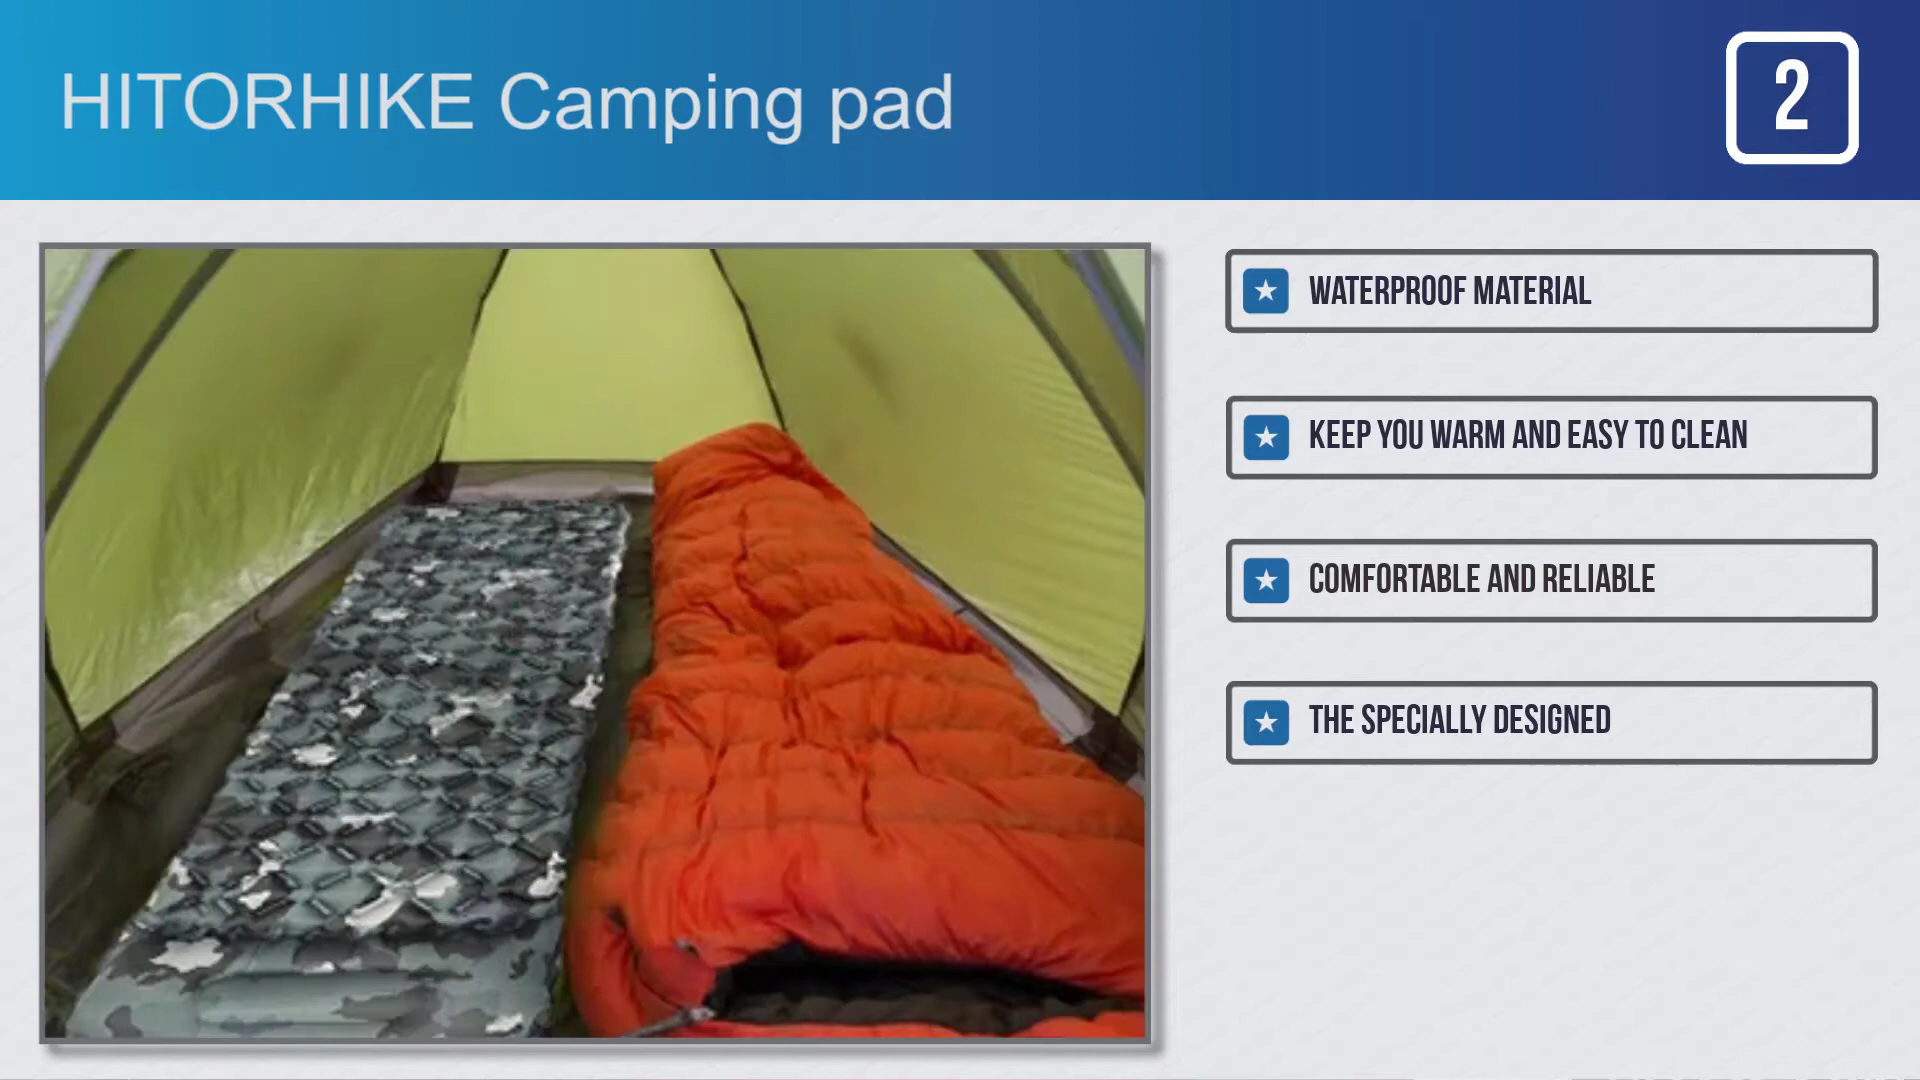 HITORHIKE Camping pad
2
WATERPROOF MATERIAL
KEEP YOU WARM AND EASY TO CLEAN
COMFORTABLE AND RELIABLE
THE SPECIALLY DESIGNED